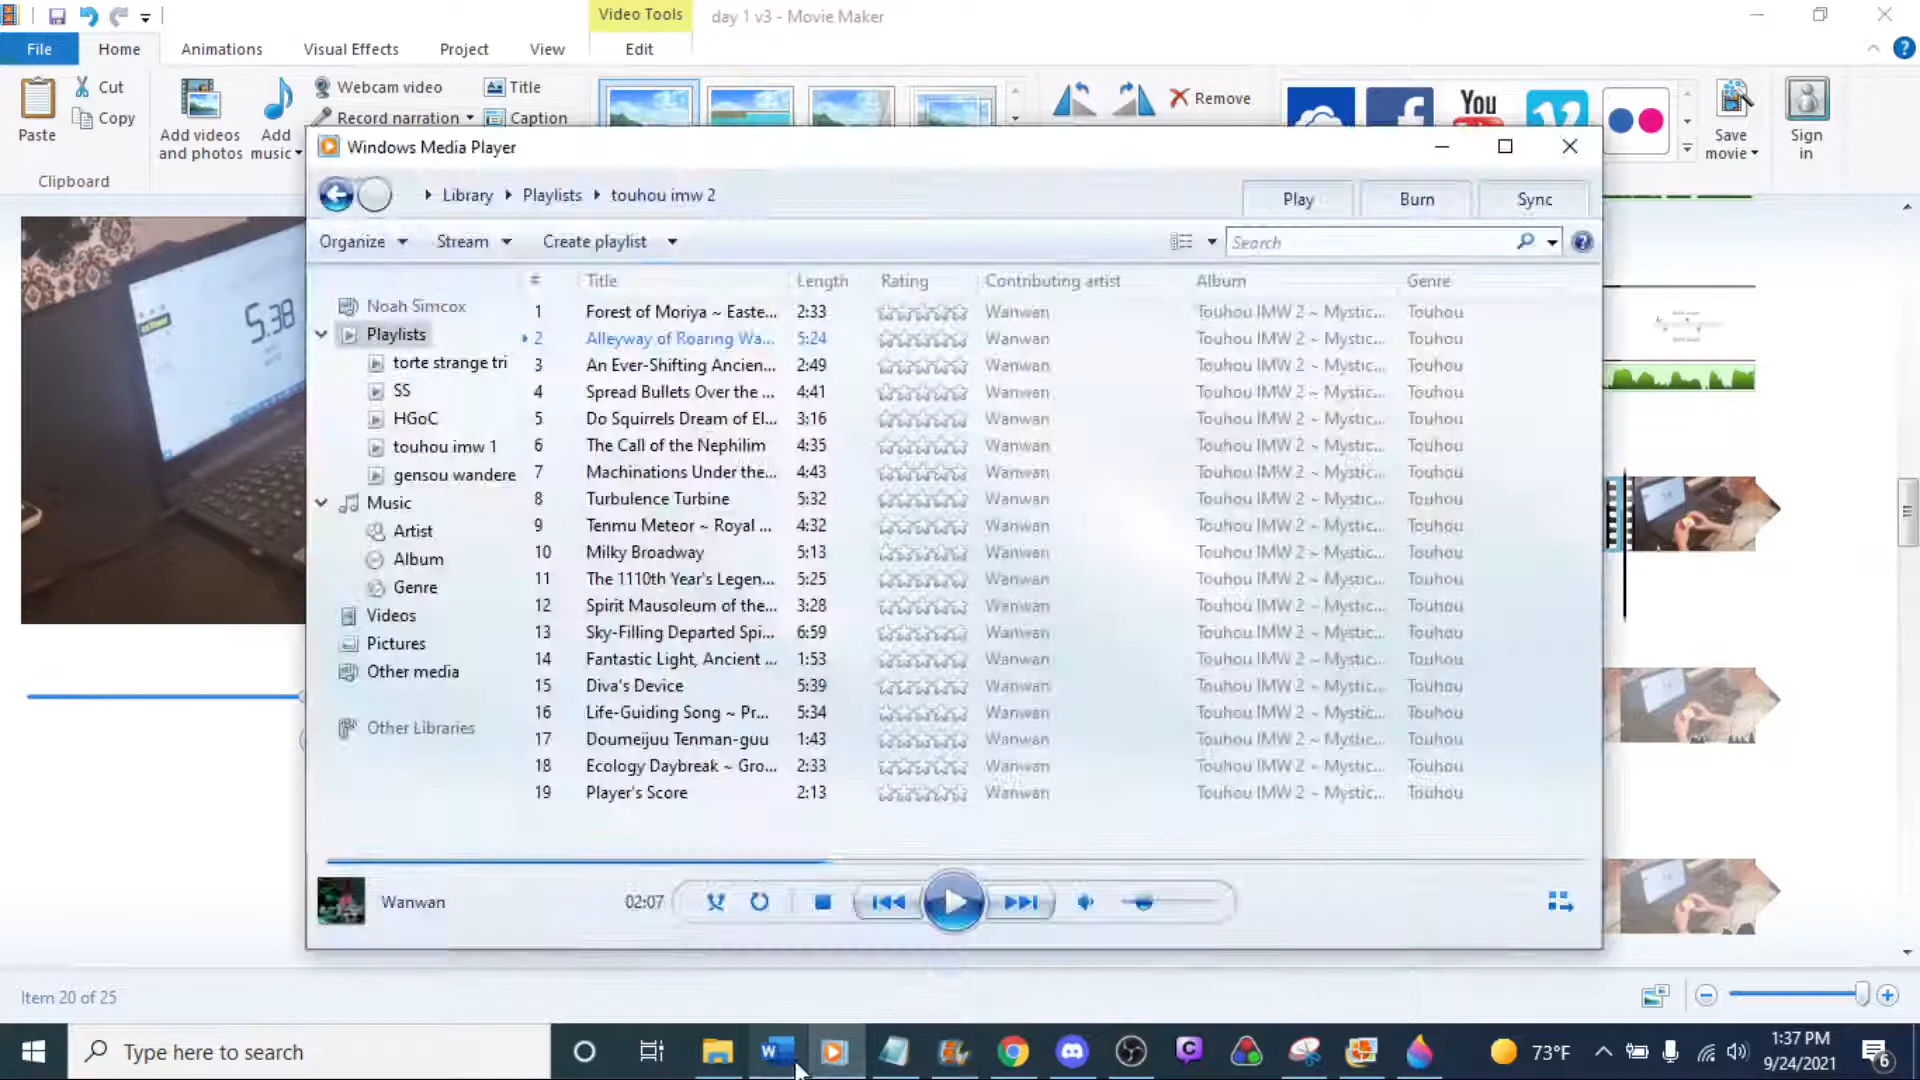 Video Tools
day 1 v3 - Movie Maker
File Home Animations Visual Effects Project View Edit
Paste
Cut
Copy
Clipboard
Add videos
and photos
Add
music
Webcam video
Record narration
Title
Caption
Remove
You
Save
movie
Sign
in
Windows Media Player
Library Playlists touhou imw 2
Play Burn Sync
Organize Stream Create playlist Search
# Title Length Rating Contributing artist Album Genre
Noah Simcox
Playlists
torte strange tri
SS
HGoC
touhou imw 1
gensou wandere
Music
Artist
Album
Genre
Videos
Pictures
Other media
Other Libraries
1 Forest of Moriya ~ Easte... 2:33 Wanwan Touhou IMW 2 ~ Mystic... Touhou
2 Alleyway of Roaring Wa... 5:24 Wanwan Touhou IMW 2 ~ Mystic... Touhou
3 An Ever-Shifting Ancien... 2:49 Wanwan Touhou IMW 2 ~ Mystic... Touhou
4 Spread Bullets Over the ... 4:41 Wanwan Touhou IMW 2 ~ Mystic... Touhou
5 Do Squirrels Dream of El... 3:16 Wanwan Touhou IMW 2 ~ Mystic... Touhou
6 The Call of the Nephilim 4:35 Wanwan Touhou IMW 2 ~ Mystic... Touhou
7 Machinations Under the... 4:43 Wanwan Touhou IMW 2 ~ Mystic... Touhou
8 Turbulence Turbine 5:32 Wanwan Touhou IMW 2 ~ Mystic... Touhou
9 Tenmu Meteor ~ Royal ... 4:32 Wanwan Touhou IMW 2 ~ Mystic... Touhou
10 Milky Broadway 5:13 Wanwan Touhou IMW 2 ~ Mystic... Touhou
11 The 1110th Year's Legen... 5:25 Wanwan Touhou IMW 2 ~ Mystic... Touhou
12 Spirit Mausoleum of the... 3:28 Wanwan Touhou IMW 2 ~ Mystic... Touhou
13 Sky-Filling Departed Spi... 6:59 Wanwan Touhou IMW 2 ~ Mystic... Touhou
14 Fantastic Light, Ancient ... 1:53 Wanwan Touhou IMW 2 ~ Mystic... Touhou
15 Diva's Device 5:39 Wanwan Touhou IMW 2 ~ Mystic... Touhou
16 Life-Guiding Song ~ Pr... 5:34 Wanwan Touhou IMW 2 ~ Mystic... Touhou
17 Doumeijuu Tenman-guu 1:43 Wanwan Touhou IMW 2 ~ Mystic... Touhou
18 Ecology Daybreak ~ Gro... 2:33 Wanwan Touhou IMW 2 ~ Mystic... Touhou
19 Player's Score 2:13 Wanwan Touhou IMW 2 ~ Mystic... Touhou
Wanwan 02:07
5.38
Item 20 of 25
Type here to search
73°F
1:37 PM
9/24/2021
6